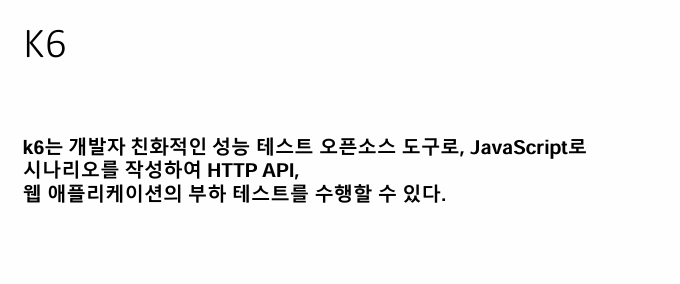 K6
k6는 개발자 친화적인 성능 테스트 오픈소스 도구로, JavaScript로
시나리오를 작성하여 HTTP API,
웹 애플리케이션의 부하 테스트를 수행할 수 있다.